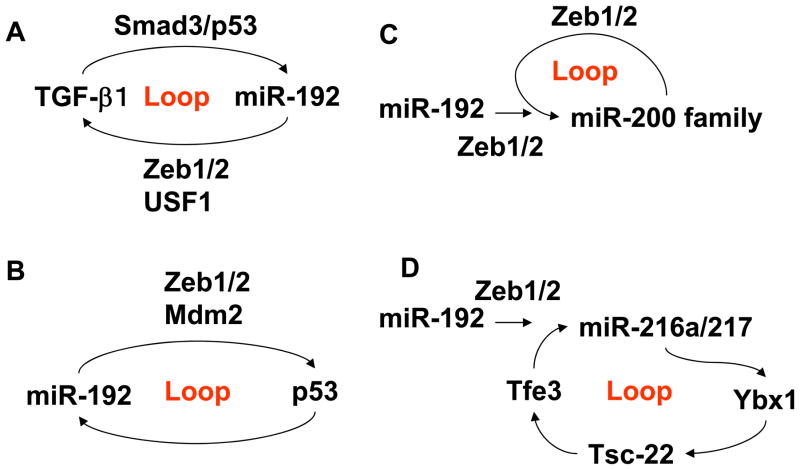 A
Smad3/p53
TGF-β1 Loop miR-192
Zeb1/2
USF1
B
Zeb1/2
Mdm2
miR-192 Loop p53
C
Zeb1/2
Loop
miR-192
miR-200 family
Zeb1/2
D
Zeb1/2
miR-192
miR-216a/217
Tfe3 Loop Ybx1
Tsc-22